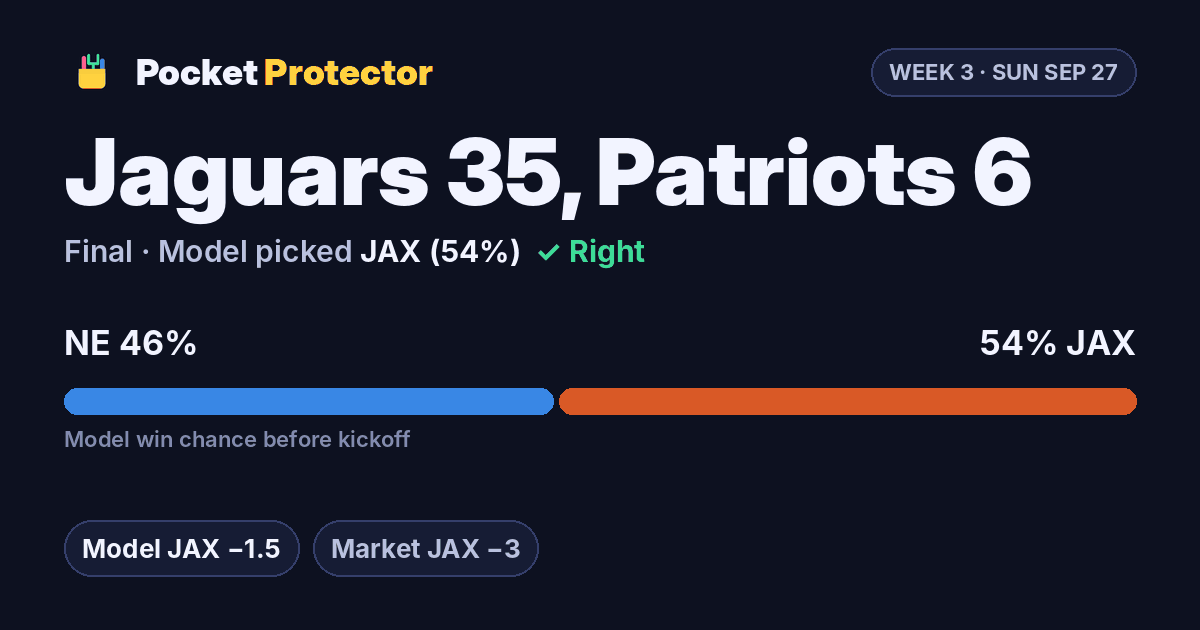 Pocket Protector
WEEK 3 · SUN SEP 27
Jaguars 35, Patriots 6
Final · Model picked JAX (54%) ✓ Right
NE 46%
54% JAX
Model win chance before kickoff
Model JAX −1.5
Market JAX −3